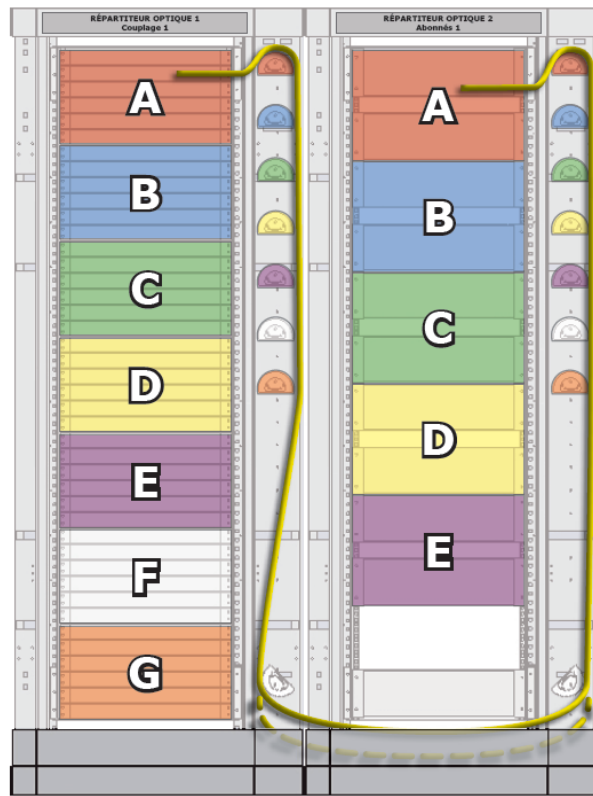 RÉPARTITEUR OPTIQUE 1
Couplage 1
RÉPARTITEUR OPTIQUE 2
Abonnés 1
A
B
C
D
E
F
G
A
B
C
D
E